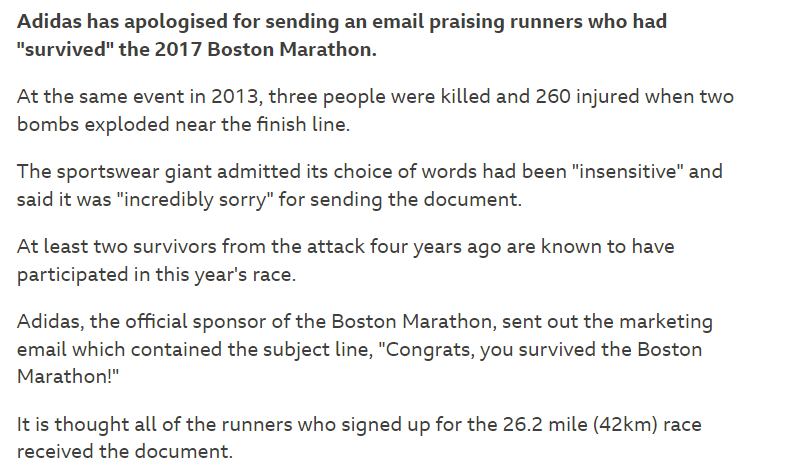 Adidas has apologised for sending an email praising runners who had
"survived" the 2017 Boston Marathon.
At the same event in 2013, three people were killed and 260 injured when two
bombs exploded near the finish line.
The sportswear giant admitted its choice of words had been "insensitive" and
said it was "incredibly sorry" for sending the document.
At least two survivors from the attack four years ago are known to have
participated in this year's race.
Adidas, the official sponsor of the Boston Marathon, sent out the marketing
email which contained the subject line, "Congrats, you survived the Boston
Marathon!"
It is thought all of the runners who signed up for the 26.2 mile (42km) race
received the document.